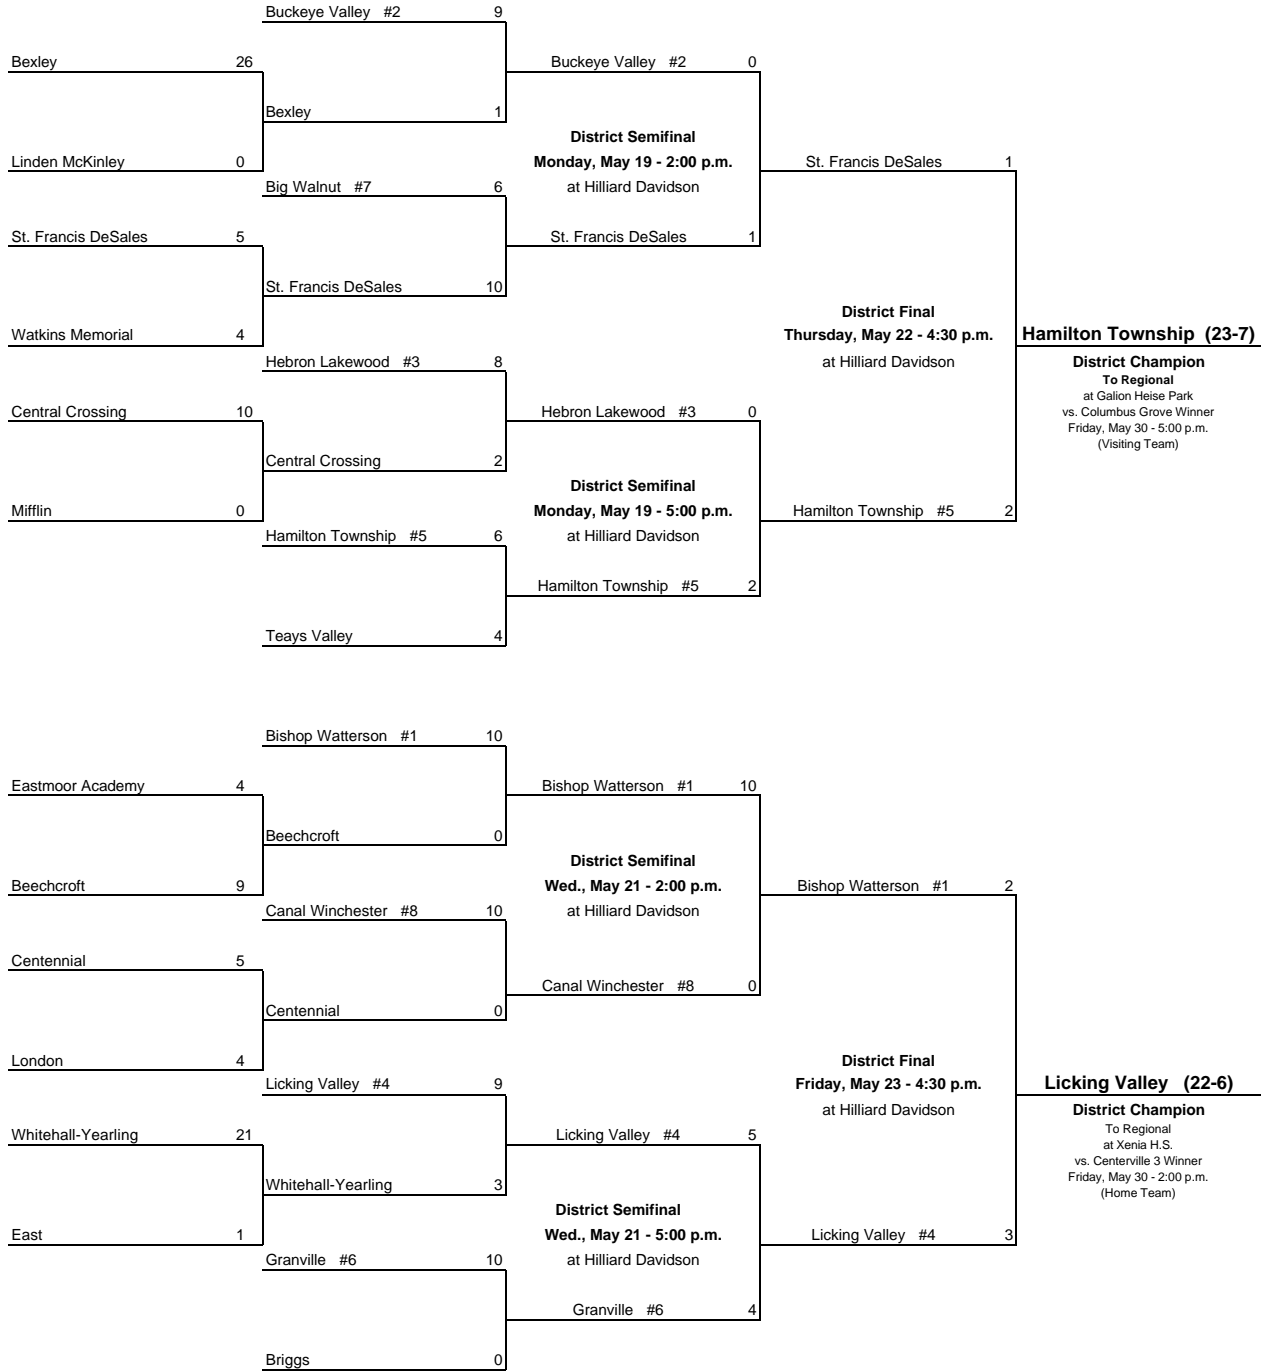 Buckeye Valley #2 9
Bexley 26
Buckeye Valley #2 0
Bexley 1
District Semifinal
Linden McKinley 0
Monday, May 19 - 2:00 p.m.
St. Francis DeSales 1
Big Walnut #7 6
at Hilliard Davidson
St. Francis DeSales 5
St. Francis DeSales 1
St. Francis DeSales 10
District Final
Watkins Memorial 4
Thursday, May 22 - 4:30 p.m.
Hamilton Township (23-7)
Hebron Lakewood #3 8
at Hilliard Davidson
District Champion
To Regional
at Galion Heise Park
Central Crossing 10
Hebron Lakewood #3 0
vs. Columbus Grove Winner
Friday, May 30 - 5:00 p.m.
(Visiting Team)
Central Crossing 2
District Semifinal
Mifflin 0
Monday, May 19 - 5:00 p.m.
Hamilton Township #5 2
Hamilton Township #5 6
at Hilliard Davidson
Hamilton Township #5 2
Teays Valley 4
Bishop Watterson #1 10
Eastmoor Academy 4
Bishop Watterson #1 10
Beechcroft 0
District Semifinal
Beechcroft 9
Wed., May 21 - 2:00 p.m.
Bishop Watterson #1 2
Canal Winchester #8 10
at Hilliard Davidson
Centennial 5
Canal Winchester #8 0
Centennial 0
London 4
District Final
Licking Valley #4 9
Friday, May 23 - 4:30 p.m.
Licking Valley (22-6)
at Hilliard Davidson
District Champion
To Regional
Whitehall-Yearling 21
Licking Valley #4 5
at Xenia H.S.
vs. Centerville 3 Winner
Friday, May 30 - 2:00 p.m.
(Home Team)
Whitehall-Yearling 3
District Semifinal
East 1
Wed., May 21 - 5:00 p.m.
Licking Valley #4 3
Granville #6 10
at Hilliard Davidson
Granville #6 4
Briggs 0